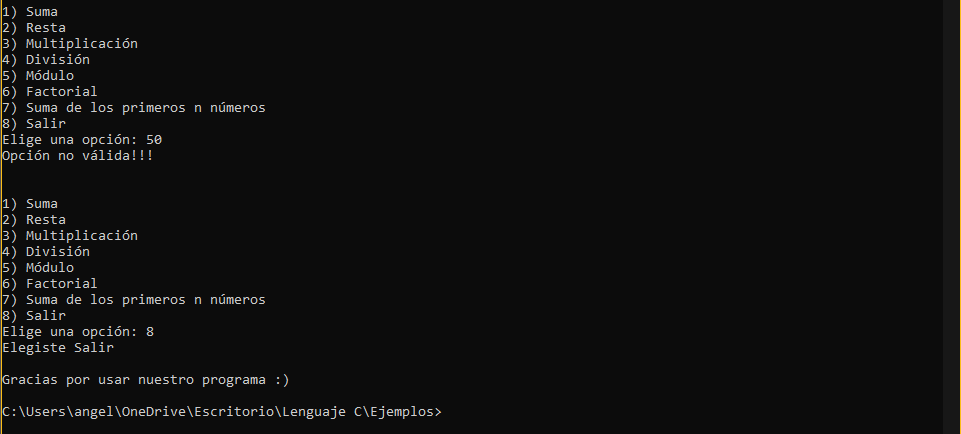 1) Suma
2) Resta
3) Multiplicación
4) División
5) Módulo
6) Factorial
7) Suma de los primeros n números
8) Salir
Elige una opción: 50
Opción no válida!!!
1) Suma
2) Resta
3) Multiplicación
4) División
5) Módulo
6) Factorial
7) Suma de los primeros n números
8) Salir
Elige una opción: 8
Elegiste Salir
Gracias por usar nuestro programa :)
C:\Users\angel\OneDrive\Escritorio\Lenguaje C\Ejemplos>